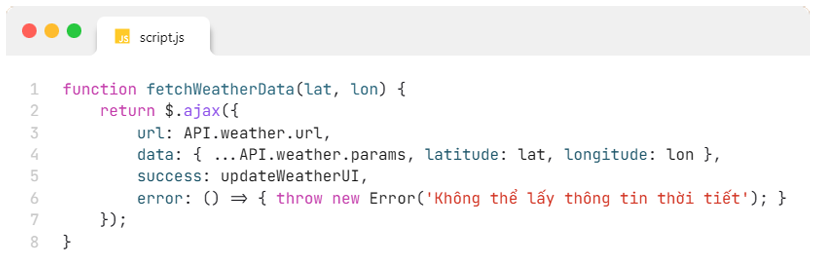 JS script.js
1 function fetchWeatherData(lat, lon) {
2     return $.ajax({
3         url: API.weather.url,
4         data: { ...API.weather.params, latitude: lat, longitude: lon },
5         success: updateWeatherUI,
6         error: () => { throw new Error('Không thể lấy thông tin thời tiết'); }
7     });
8 }